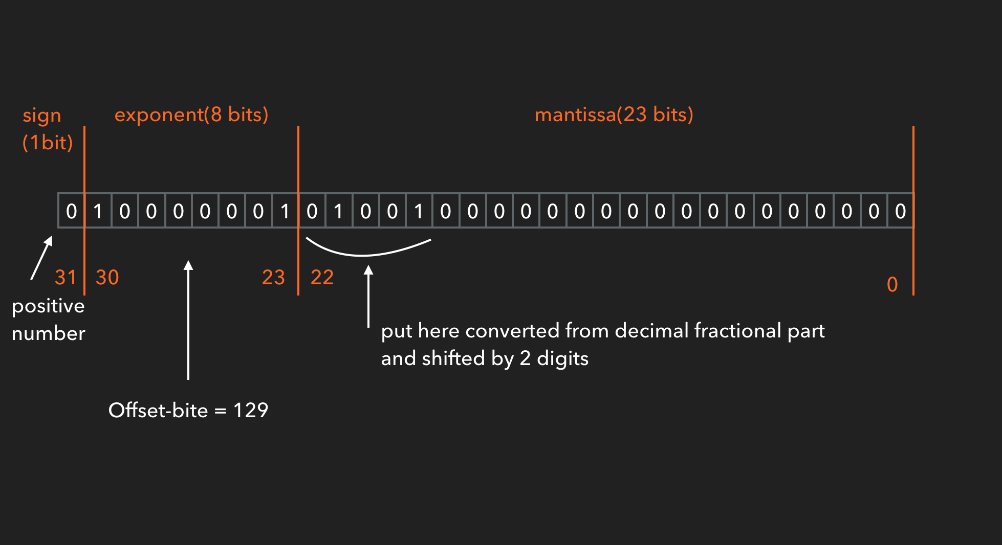 sign
(1bit)
exponent(8 bits)
mantissa(23 bits)
0 1 0 0 0 0 0 0 1 0 1 0 0 1 0 0 0 0 0 0 0 0 0 0 0 0 0 0 0 0 0 0
31 30 23 22 0
positive
number
put here converted from decimal fractional part
and shifted by 2 digits
Offset-bite = 129